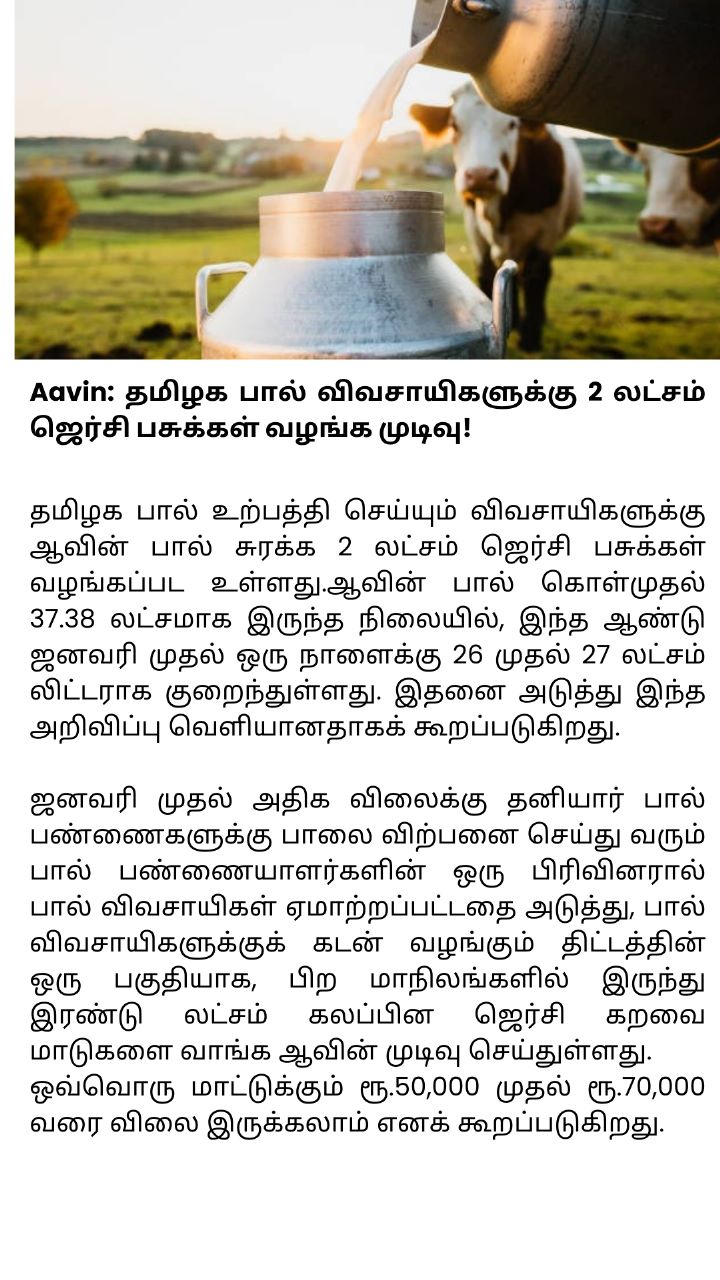 Aavin: தமிழக பால் விவசாயிகளுக்கு 2 லட்சம்
ஜெர்சி பசுக்கள் வழங்க முடிவு!
தமிழக பால் உற்பத்தி செய்யும் விவசாயிகளுக்கு
ஆவின் பால் சுரக்க 2 லட்சம் ஜெர்சி பசுக்கள்
வழங்கப்பட உள்ளது.ஆவின் பால் கொள்முதல்
37.38 லட்சமாக இருந்த நிலையில், இந்த ஆண்டு
ஜனவரி முதல் ஒரு நாளைக்கு 26 முதல் 27 லட்சம்
லிட்டராக குறைந்துள்ளது. இதனை அடுத்து இந்த
அறிவிப்பு வெளியானதாகக் கூறப்படுகிறது.
ஜனவரி முதல் அதிக விலைக்கு தனியார் பால்
பண்ணைகளுக்கு பாலை விற்பனை செய்து வரும்
பால் பண்ணையாளர்களின் ஒரு பிரிவினரால்
பால் விவசாயிகள் ஏமாற்றப்பட்டதை அடுத்து, பால்
விவசாயிகளுக்குக் கடன் வழங்கும் திட்டத்தின்
ஒரு பகுதியாக, பிற மாநிலங்களில் இருந்து
இரண்டு லட்சம் கலப்பின ஜெர்சி கறவை
மாடுகளை வாங்க ஆவின் முடிவு செய்துள்ளது.
ஒவ்வொரு மாட்டுக்கும் ரூ.50,000 முதல் ரூ.70,000
வரை விலை இருக்கலாம் எனக் கூறப்படுகிறது.